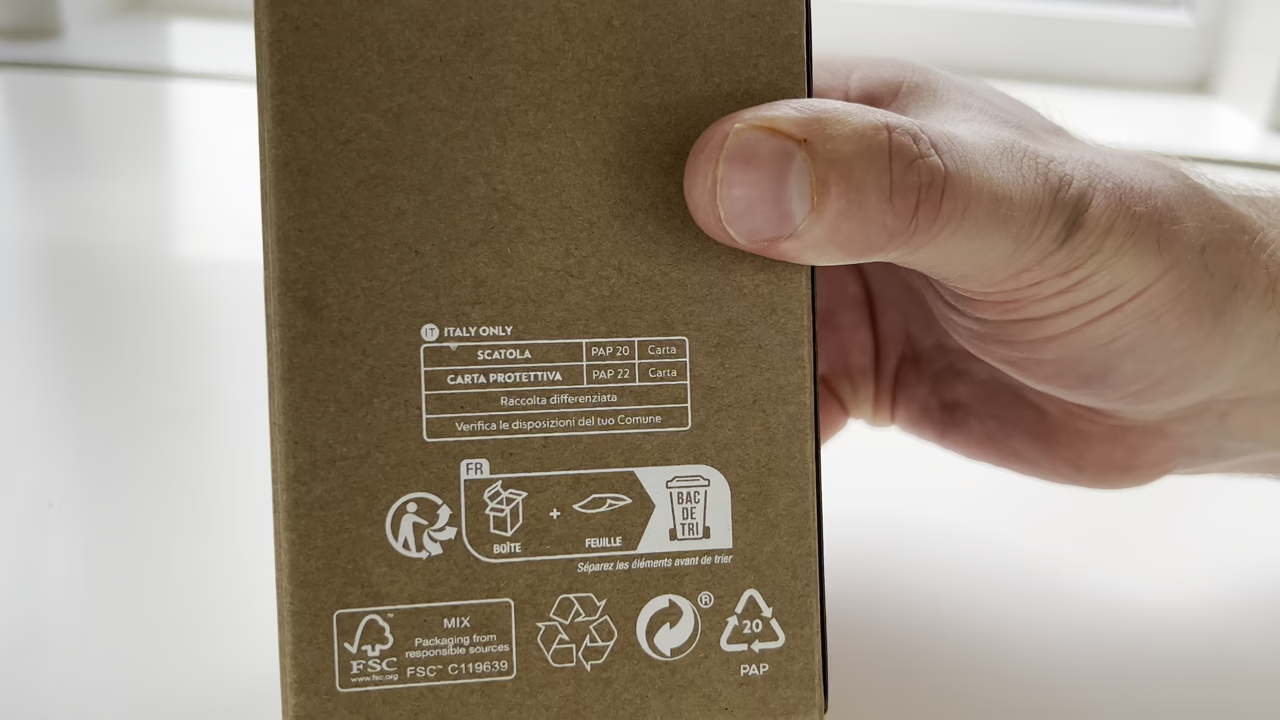 IT ITALY ONLY
SCATOLA PAP 20 Carta
CARTA PROTETTIVA PAP 22 Carta
Raccolta differenziata
Verifica le disposizioni del tuo Comune
FR
BAC
DE
TRI
+
BOÎTE FEUILLE
Séparez les éléments avant de trier
FSC™
www.fsc.org
MIX
Packaging from
responsible sources
FSC™ C119639
®
20
PAP